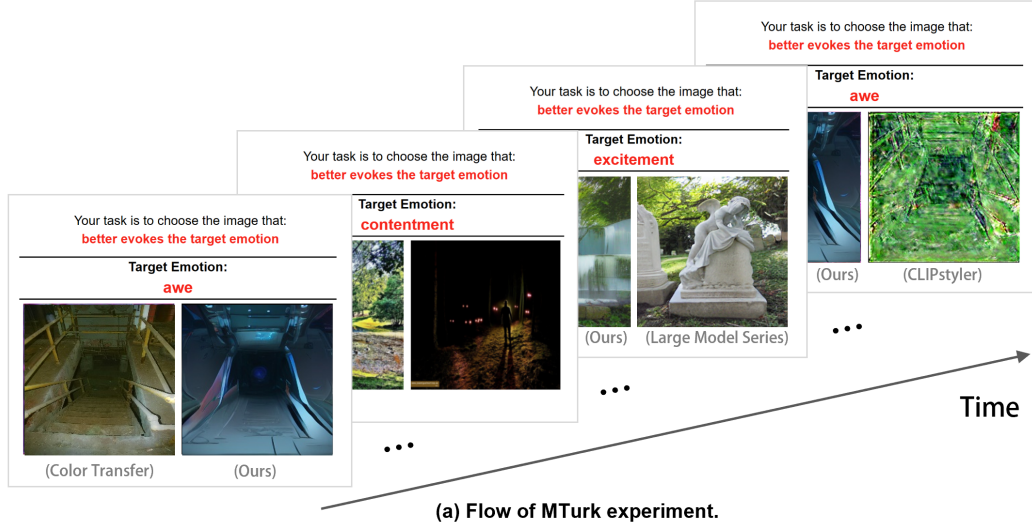 Your task is to choose the image that:
better evokes the target emotion
Target Emotion:
awe
(Color Transfer)
(Ours)
Your task is to choose the image that:
better evokes the target emotion
Target Emotion:
contentment
Your task is to choose the image that:
better evokes the target emotion
Target Emotion:
excitement
(Ours)
(Large Model Series)
Your task is to choose the image that:
better evokes the target emotion
Target Emotion:
awe
(Ours)
(CLIPstyler)
...
...
...
Time
(a) Flow of MTurk experiment.